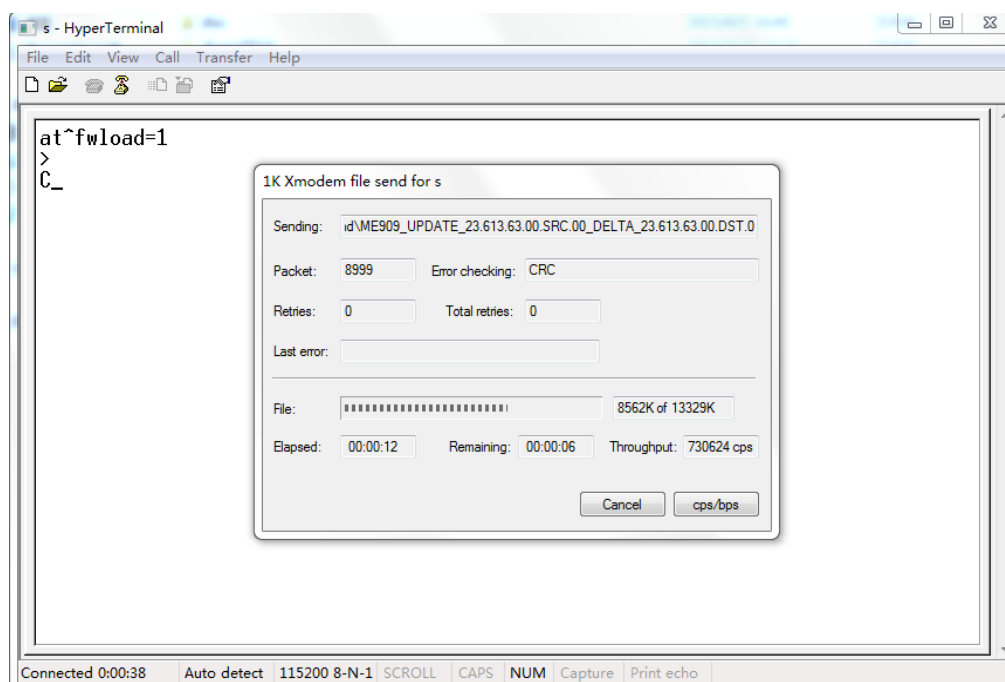 s - HyperTerminal
File Edit View Call Transfer Help
at^fwload=1
>
C_
1K Xmodem file send for s
Sending: ıd\ME909_UPDATE_23.613.63.00.SRC.00_DELTA_23.613.63.00.DST.0
Packet: 8999 Error checking: CRC
Retries: 0 Total retries: 0
Last error:
File: 8562K of 13329K
Elapsed: 00:00:12 Remaining: 00:00:06 Throughput: 730624 cps
Cancel cps/bps
Connected 0:00:38 Auto detect 115200 8-N-1 SCROLL CAPS NUM Capture Print echo